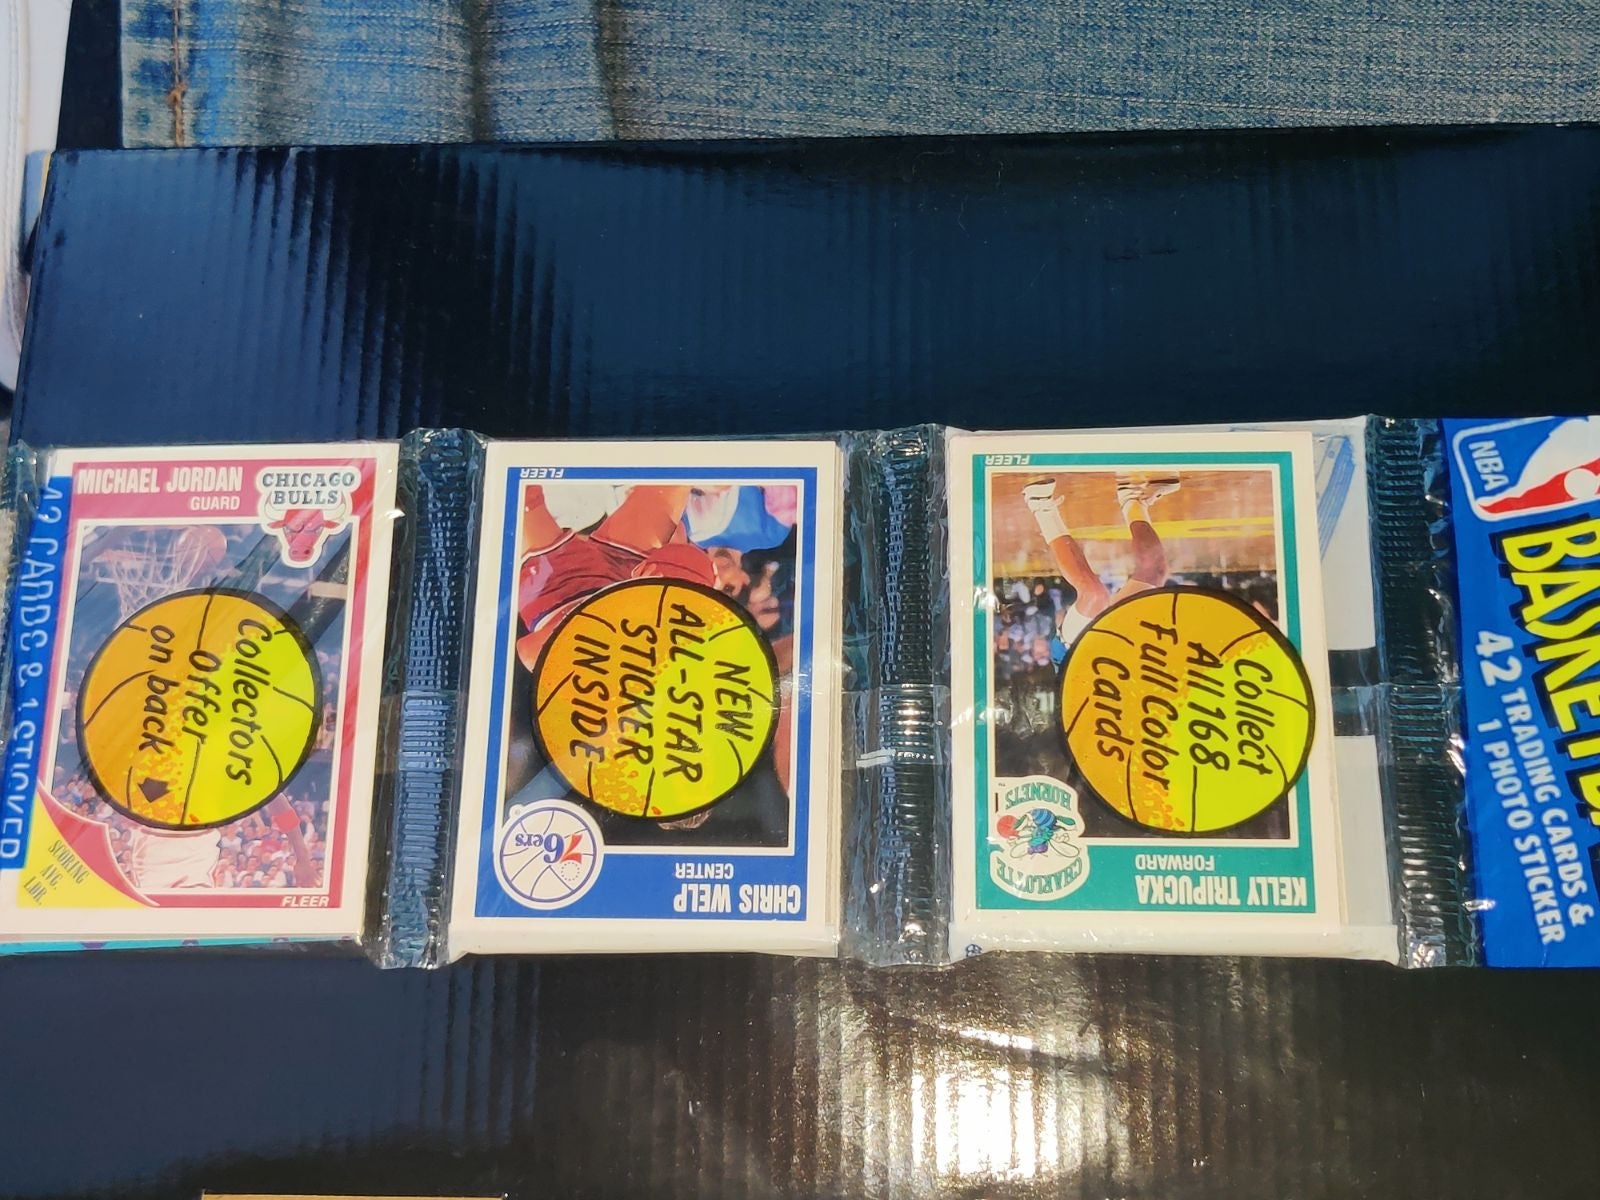 42 CARDS & 1 STICKER
MICHAEL JORDAN
GUARD
CHICAGO
BULLS
Collectors
Offer
on back
SCORING
AVG.
LDR.
FLEER
FLEER
NEW
ALL-STAR
STICKER
INSIDE
76ers
CHRIS WELP
CENTER
FLEER
Collect
All 168
Full Color
Cards
HORNETS
CHARLOTTE
KELLY TRIPUCKA
FORWARD
NBA
42 TRADING CARDS &
1 PHOTO STICKER